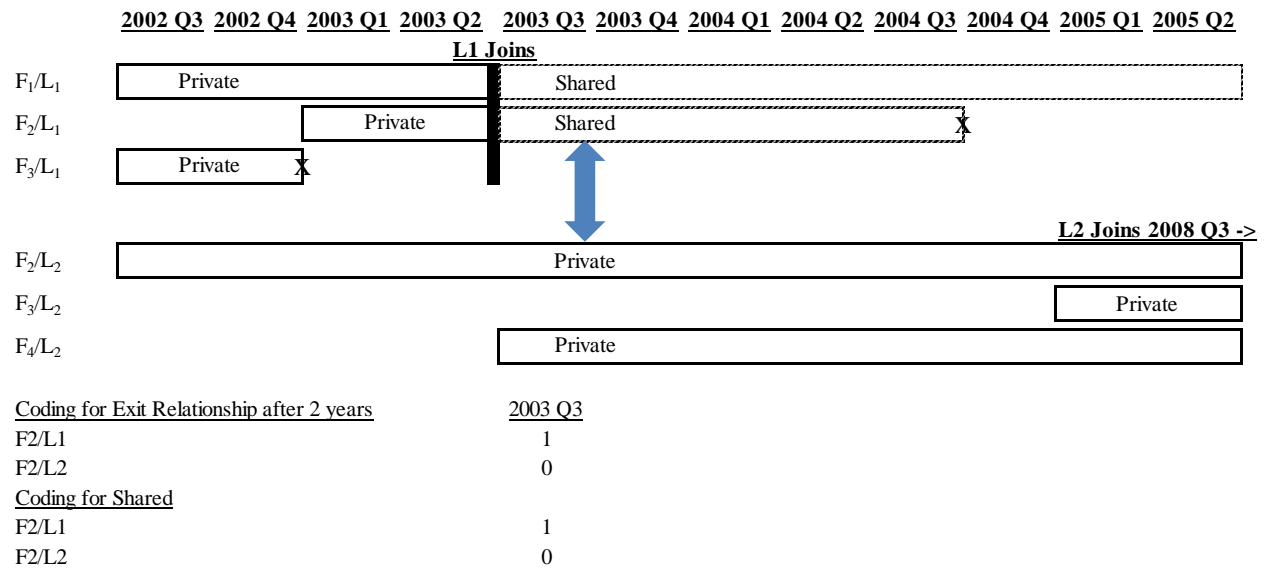 2002 Q3 2002 Q4 2003 Q1 2003 Q2 2003 Q3 2003 Q4 2004 Q1 2004 Q2 2004 Q3 2004 Q4 2005 Q1 2005 Q2
L1 Joins
F₁/L₁ Private Shared
F₂/L₁ Private Shared X
F₃/L₁ Private X
L2 Joins 2008 Q3 ->
F₂/L₂ Private
F₃/L₂ Private
F₄/L₂ Private
Coding for Exit Relationship after 2 years 2003 Q3
F2/L1 1
F2/L2 0
Coding for Shared
F2/L1 1
F2/L2 0